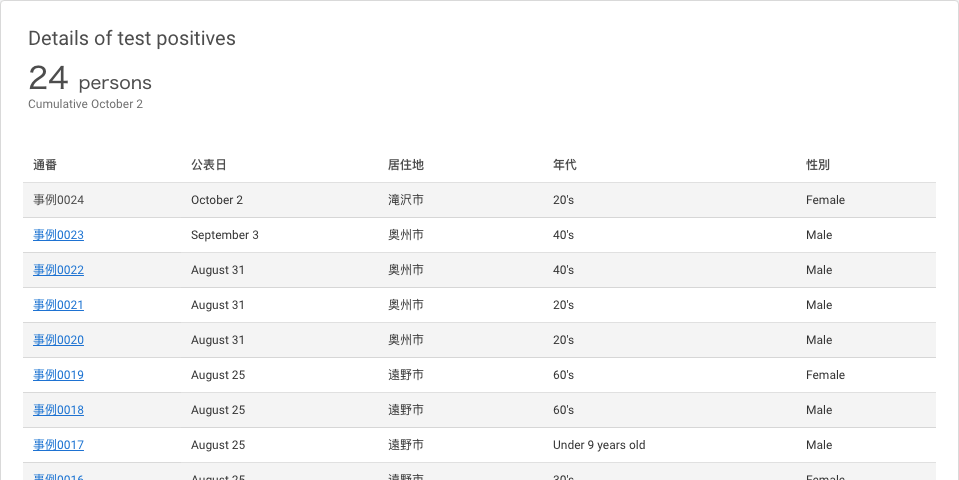 Details of test positives
24 persons
Cumulative October 2
通番 公表日 居住地 年代 性別
事例0024 October 2 滝沢市 20's Female
事例0023 September 3 奥州市 40's Male
事例0022 August 31 奥州市 40's Male
事例0021 August 31 奥州市 20's Male
事例0020 August 31 奥州市 20's Male
事例0019 August 25 遠野市 60's Female
事例0018 August 25 遠野市 60's Male
事例0017 August 25 遠野市 Under 9 years old Male
事例0016 August 25 遠野市 30's Female